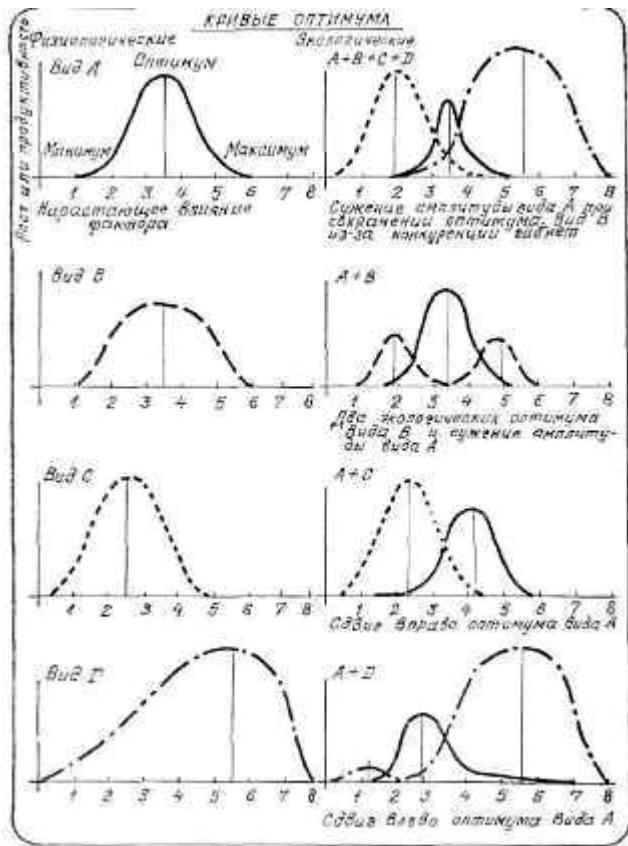 КРИВЫЕ ОПТИМУМА
Рост или продуктивность
Физиологические
Экологические
Вид А
Оптимум
Минимум
Максимум
1 2 3 4 5 6 7 8
Нарастающее влияние
фактора
А+В+С+D
2 3 4 5 6 7 8
Сужение амплитуды вида А при
сохранении оптимума. Вид В
из-за конкуренции гибнет
Вид В
1 2 3 4 5 6 7 8
А+В
1 2 3 4 5 6 7 8
Два экологических оптимума
вида В и сужение амплиту-
ды вида А
Вид С
1 2 3 4 5 6 7 8
А+С
1 2 3 4 5 6 7 8
Сдвиг вправо оптимума вида А
Вид
1 2 3 4 5 6 7 8
А+D
1 2 3 4 5 6 7 8
Сдвиг влево оптимума вида А